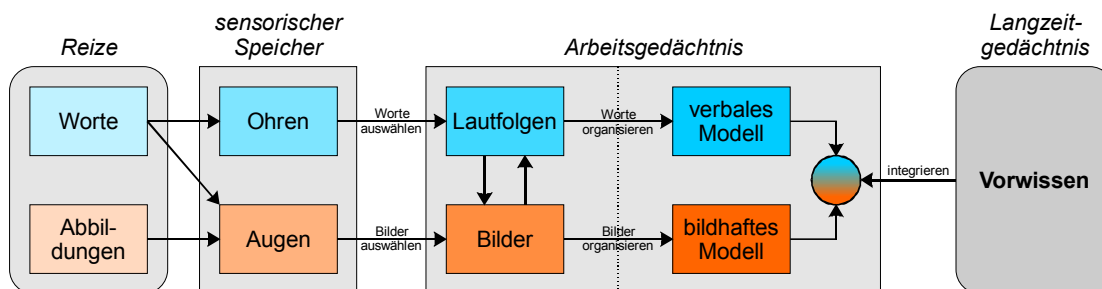 Reize
sensorischer
Speicher
Arbeitsgedächtnis
Langzeit-
gedächtnis
Worte
Ohren
Worte
auswählen
Lautfolgen
Worte
organisieren
verbales
Modell
integrieren
Vorwissen
Abbil-
dungen
Augen
Bilder
auswählen
Bilder
Bilder
organisieren
bildhaftes
Modell